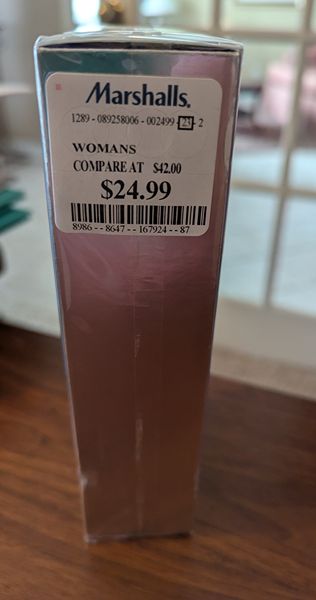 Marshalls.
1289 - 089258006 - 002499 - 23 - 2
WOMANS
COMPARE AT $42.00
$24.99
8986 - - 8647 - - 167924 - - 87